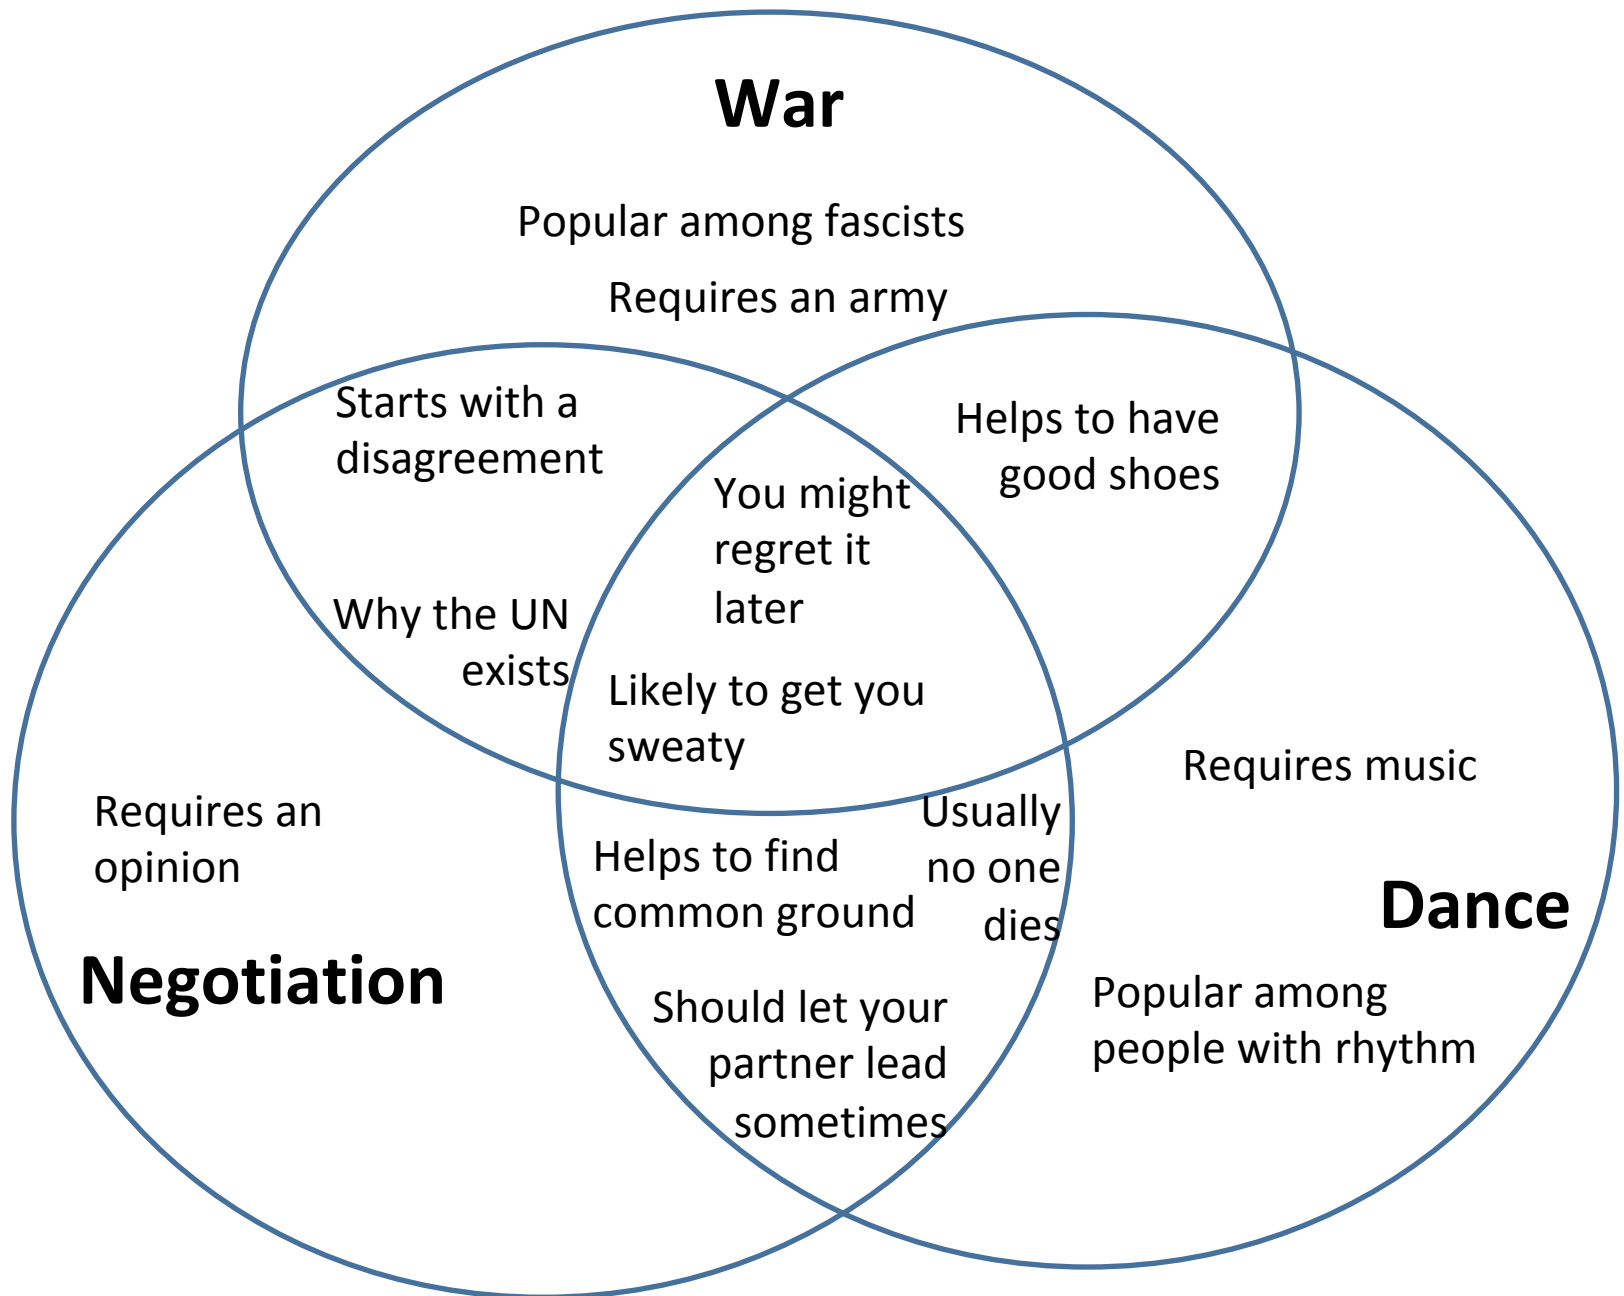 War
Popular among fascists
Requires an army
Starts with a
disagreement
Helps to have
good shoes
You might
regret it
later
Why the UN
exists
Likely to get you
sweaty
Requires music
Requires an
opinion
Usually
no one
dies
Helps to find
common ground
Dance
Negotiation
Popular among
people with rhythm
Should let your
partner lead
sometimes